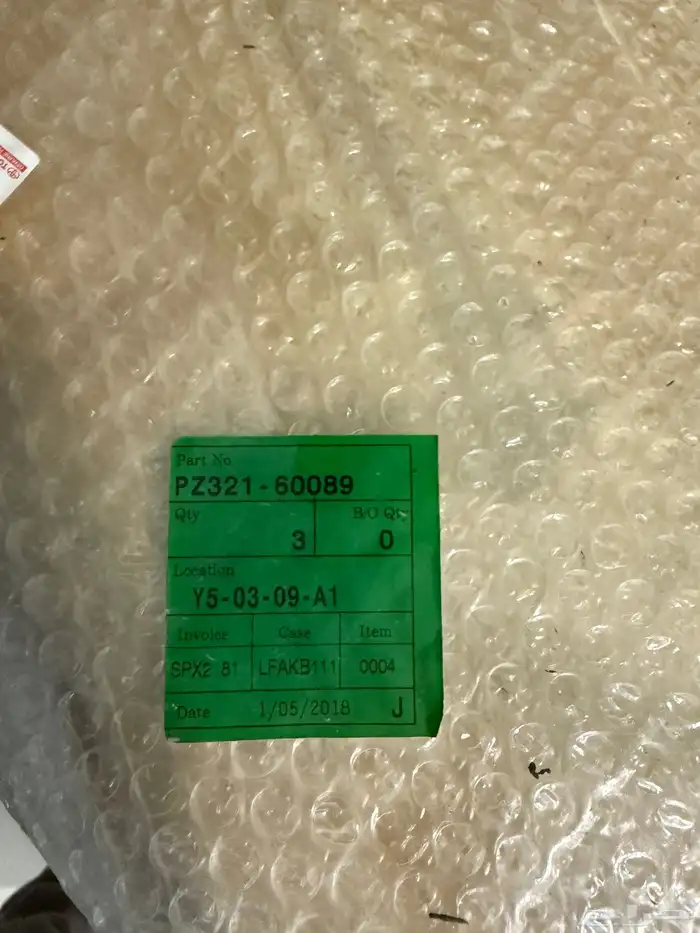 Part No
PZ321-60089
Qty B/O Qty
3 0
Location
Y5-03-09-A1
Invoice Case Item
SPX2 81 LFAKB111 0004
Date 1/05/2018 J